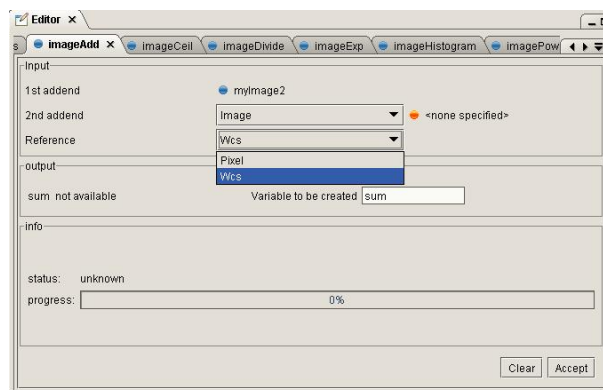 Editor
s imageAdd imageCeil imageDivide imageExp imageHistogram imagePow
Input
1st addend myImage2
2nd addend Image <none specified>
Reference Wcs
Pixel
Wcs
output
sum not available Variable to be created sum
info
status: unknown
progress: 0%
Clear Accept